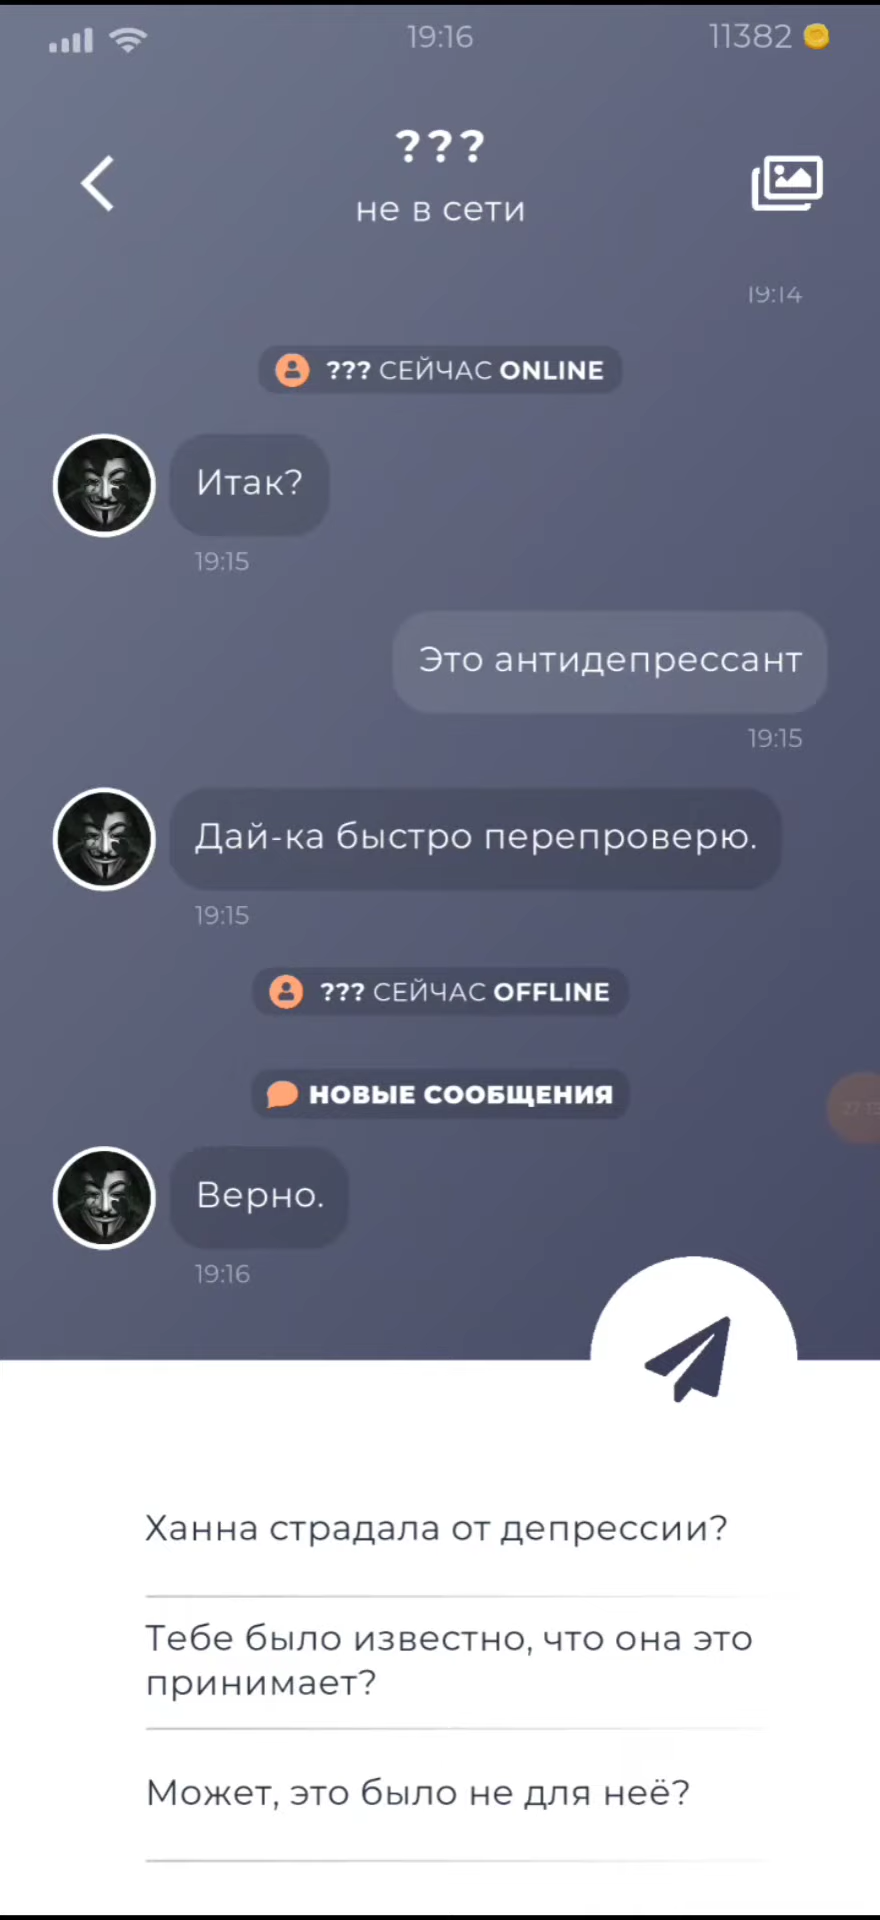 19:16
11382
???
не в сети
19:14
??? СЕЙЧАС ONLINE
Итак?
19:15
Это антидепрессант
19:15
Дай-ка быстро перепроверю.
19:15
??? СЕЙЧАС OFFLINE
НОВЫЕ СООБЩЕНИЯ
Верно.
19:16
Ханна страдала от депрессии?
Тебе было известно, что она это
принимает?
Может, это было не для неё?